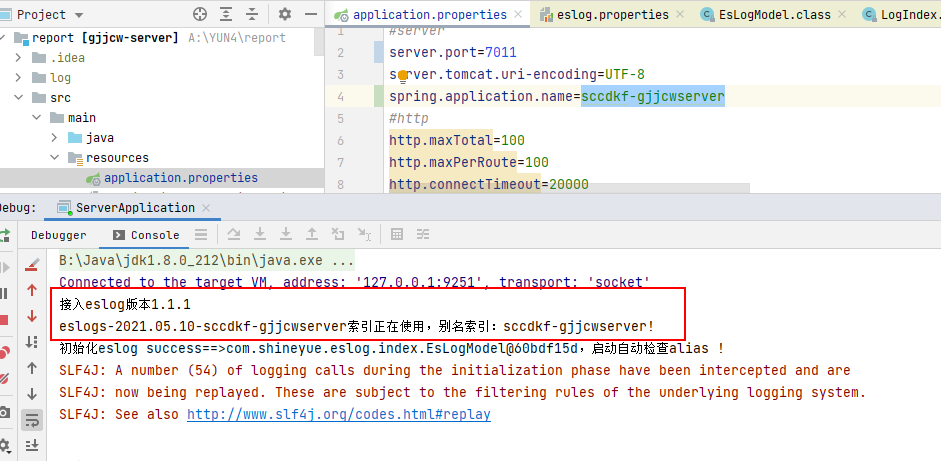 Project
application.properties
eslog.properties
EsLogModel.class
LogIndex.
report [gjjcw-server] A:\YUN4\report
.idea
log
src
main
java
resources
application.properties
1 #server
2 server.port=7011
3 server.tomcat.uri-encoding=UTF-8
4 spring.application.name=sccdkf-gjjcwserver
5 #http
6 http.maxTotal=100
7 http.maxPerRoute=100
8 http.connectTimeout=20000
Debug: ServerApplication
Debugger Console
B:\Java\jdk1.8.0_212\bin\java.exe ...
Connected to the target VM, address: '127.0.0.1:9251', transport: 'socket'
接入eslog版本1.1.1
eslogs-2021.05.10-sccdkf-gjjcwserver索引正在使用，别名索引：sccdkf-gjjcwserver!
初始化eslog success==>com.shineyue.eslog.index.EsLogModel@60bdf15d，启动自动检查alias !
SLF4J: A number (54) of logging calls during the initialization phase have been intercepted and are
SLF4J: now being replayed. These are subject to the filtering rules of the underlying logging system.
SLF4J: See also http://www.slf4j.org/codes.html#replay